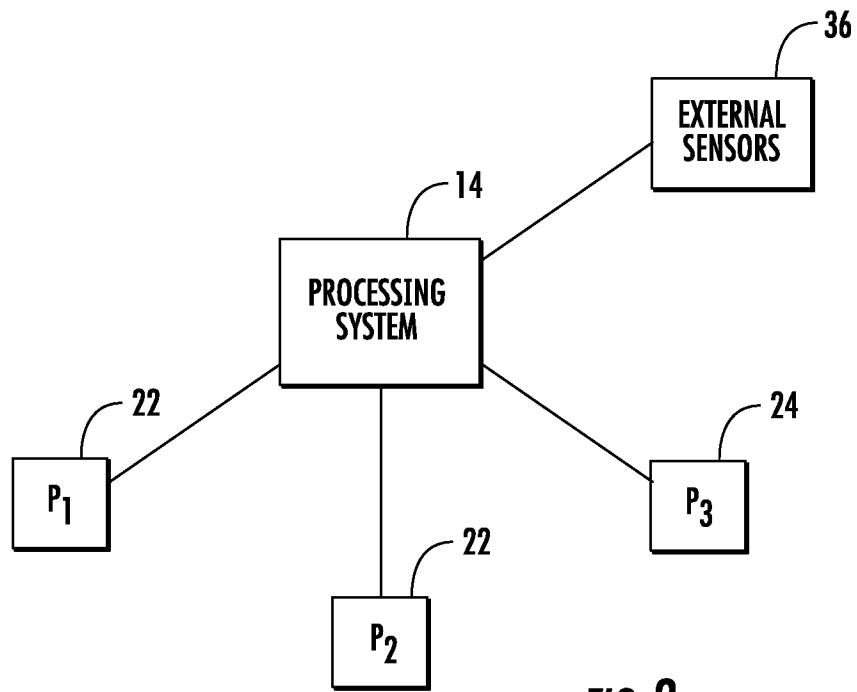 36
EXTERNAL
SENSORS
14
PROCESSING
SYSTEM
22
P1
24
P3
22
P2